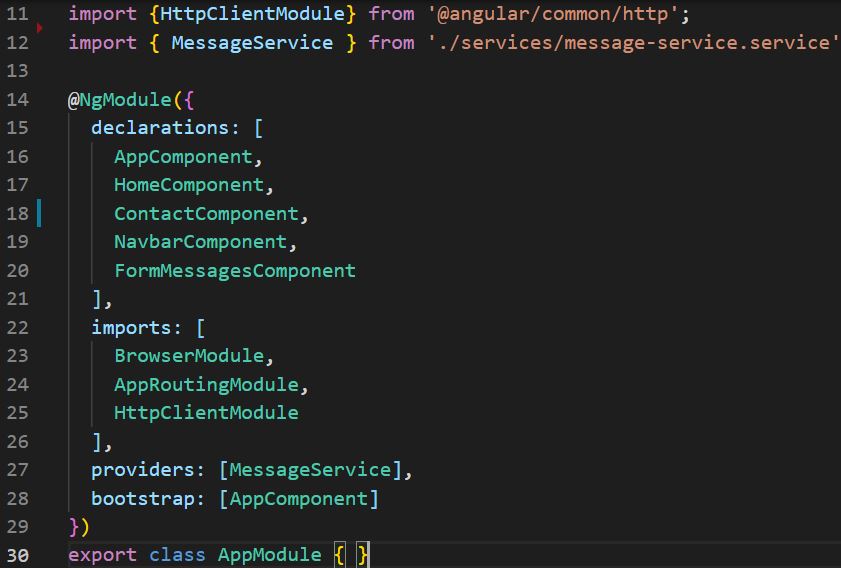 11 import {HttpClientModule} from '@angular/common/http';
12 import { MessageService } from './services/message-service.service'
13
14 @NgModule({
15   declarations: [
16     AppComponent,
17     HomeComponent,
18     ContactComponent,
19     NavbarComponent,
20     FormMessagesComponent
21   ],
22   imports: [
23     BrowserModule,
24     AppRoutingModule,
25     HttpClientModule
26   ],
27   providers: [MessageService],
28   bootstrap: [AppComponent]
29 })
30 export class AppModule { }